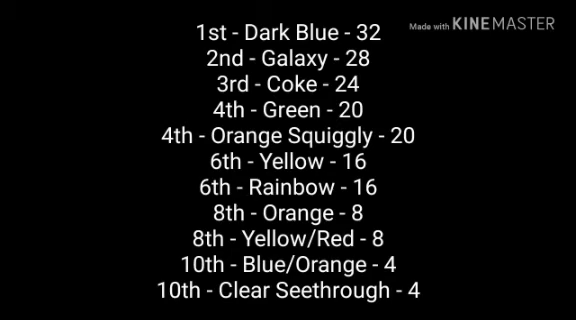 1st - Dark Blue - 32
Made with KINEMASTER
2nd - Galaxy - 28
3rd - Coke - 24
4th - Green - 20
4th - Orange Squiggly - 20
6th - Yellow - 16
6th - Rainbow - 16
8th - Orange - 8
8th - Yellow/Red - 8
10th - Blue/Orange - 4
10th - Clear Seethrough - 4